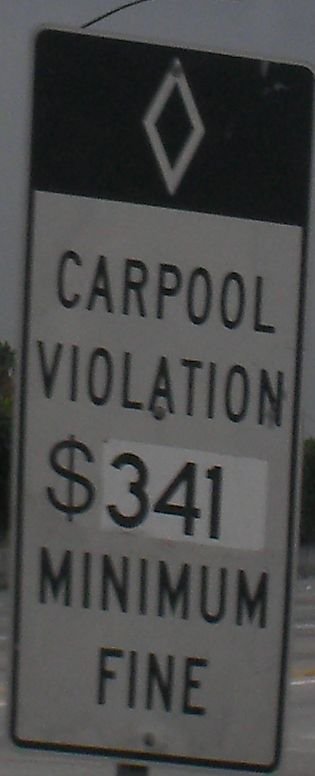 CARPOOL
VIOLATION
$341
MINIMUM
FINE